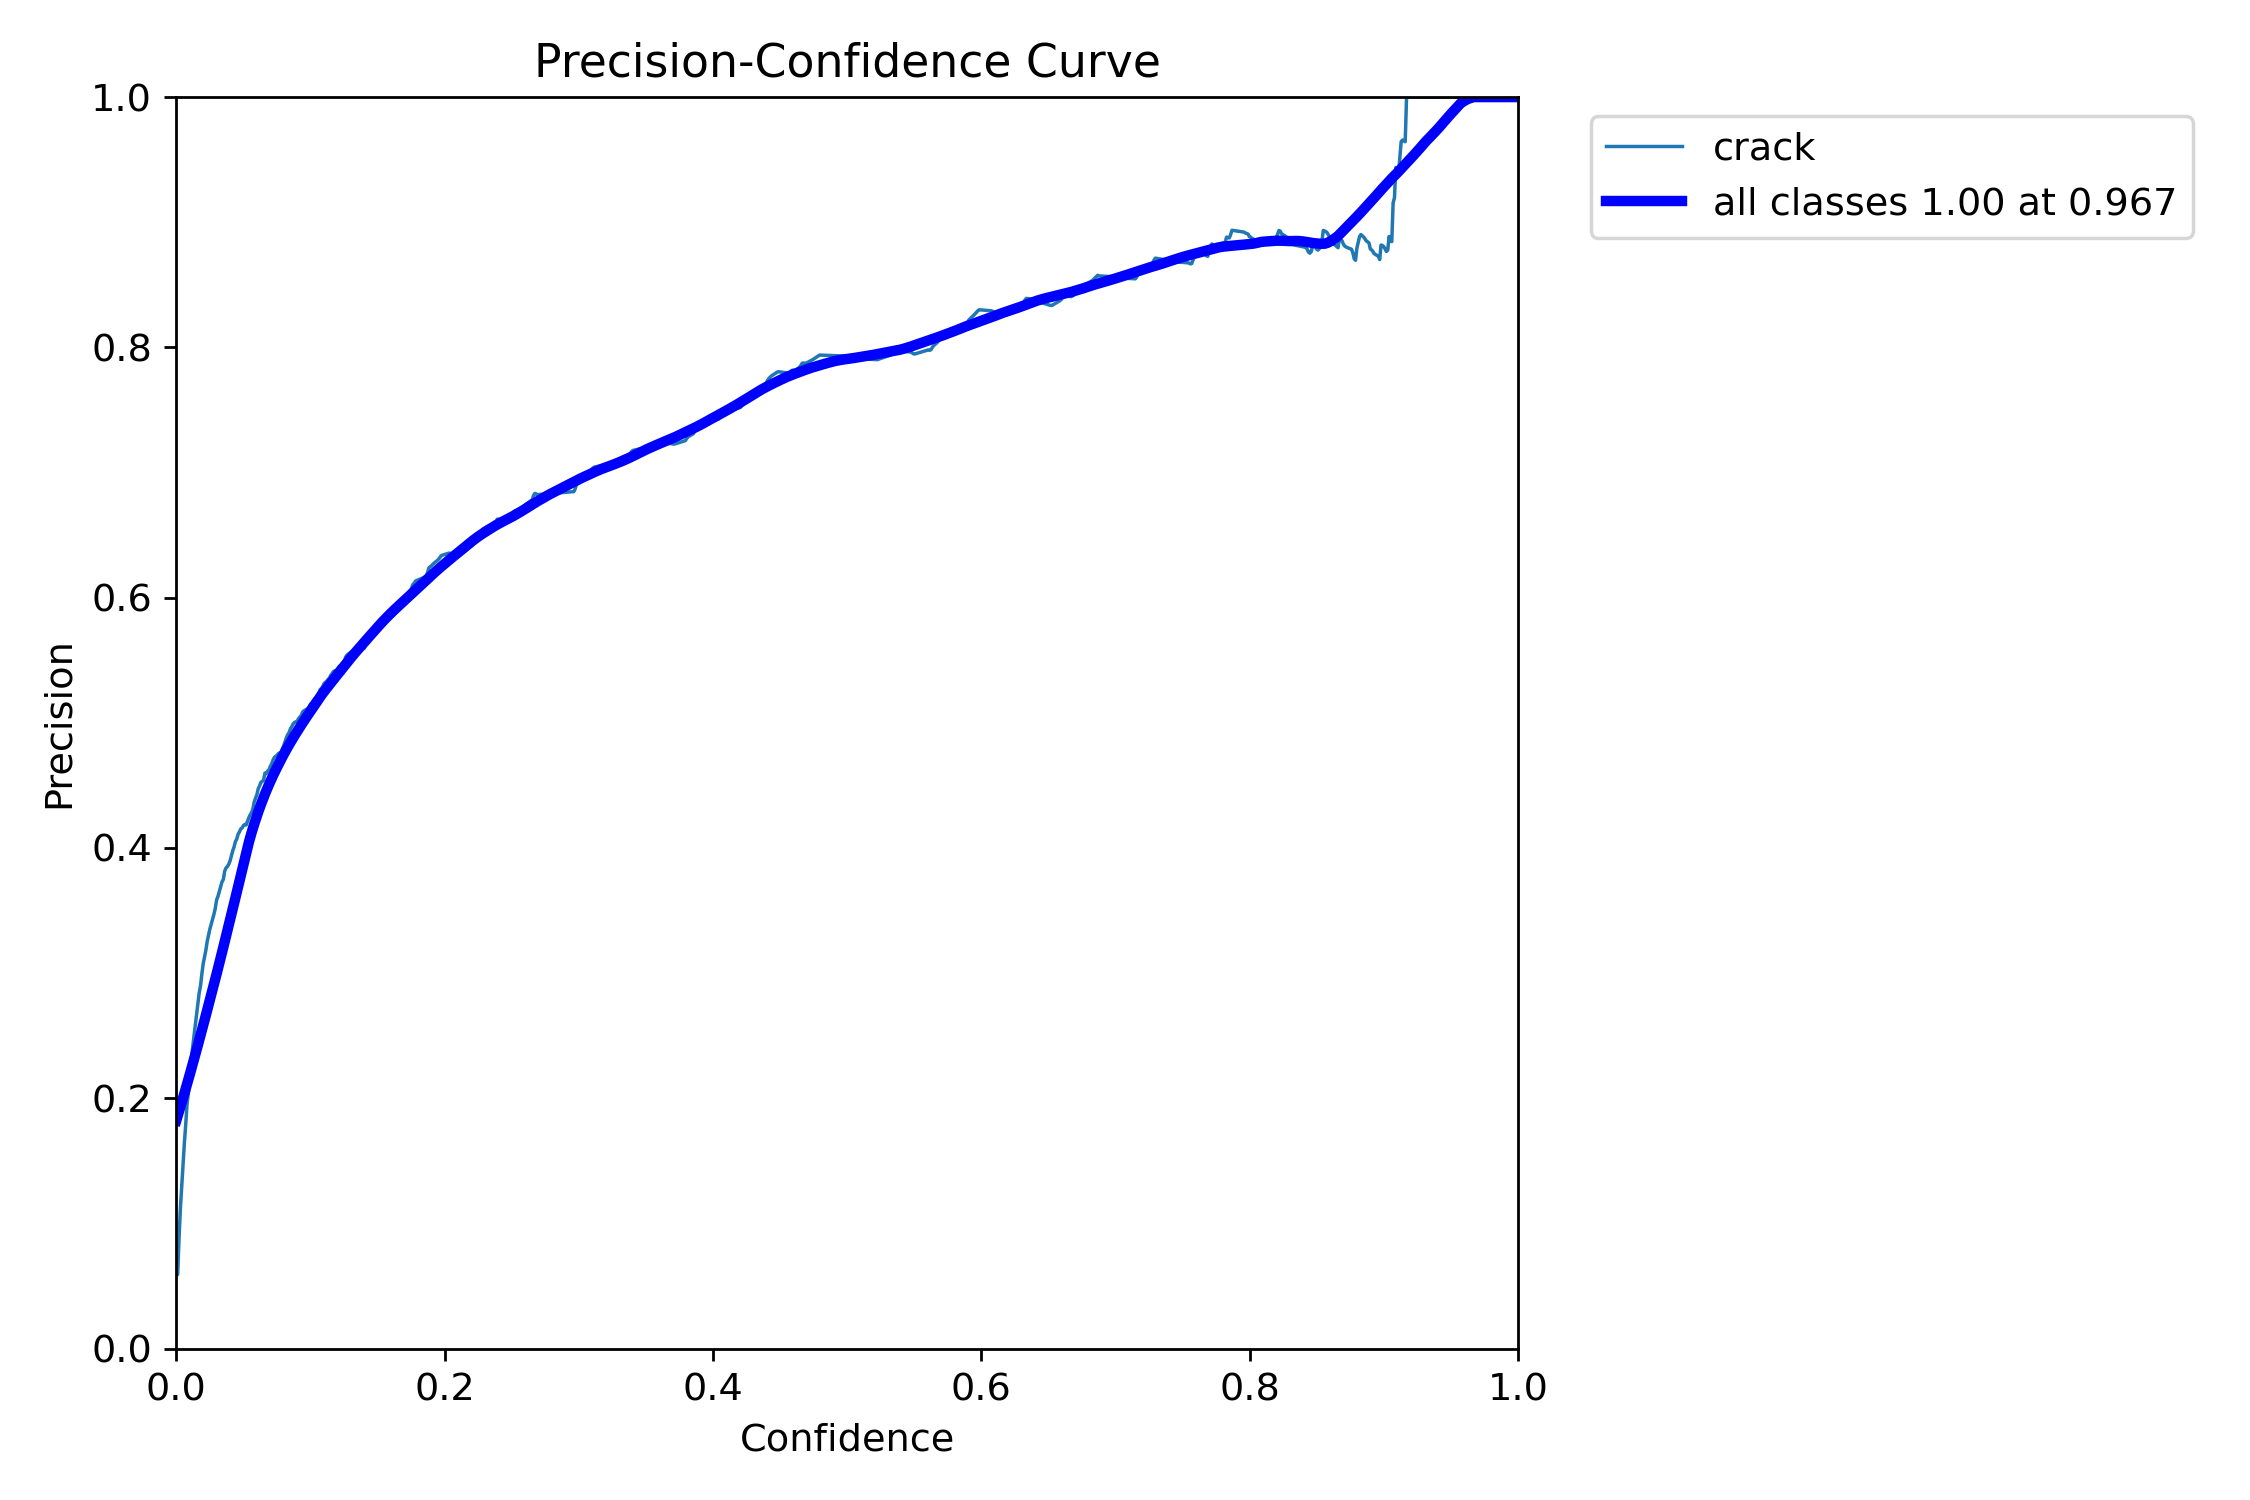 Precision-Confidence Curve
1.0
0.8
0.6
0.4
0.2
0.0
Precision
0.0 0.2 0.4 0.6 0.8 1.0
Confidence
crack
all classes 1.00 at 0.967